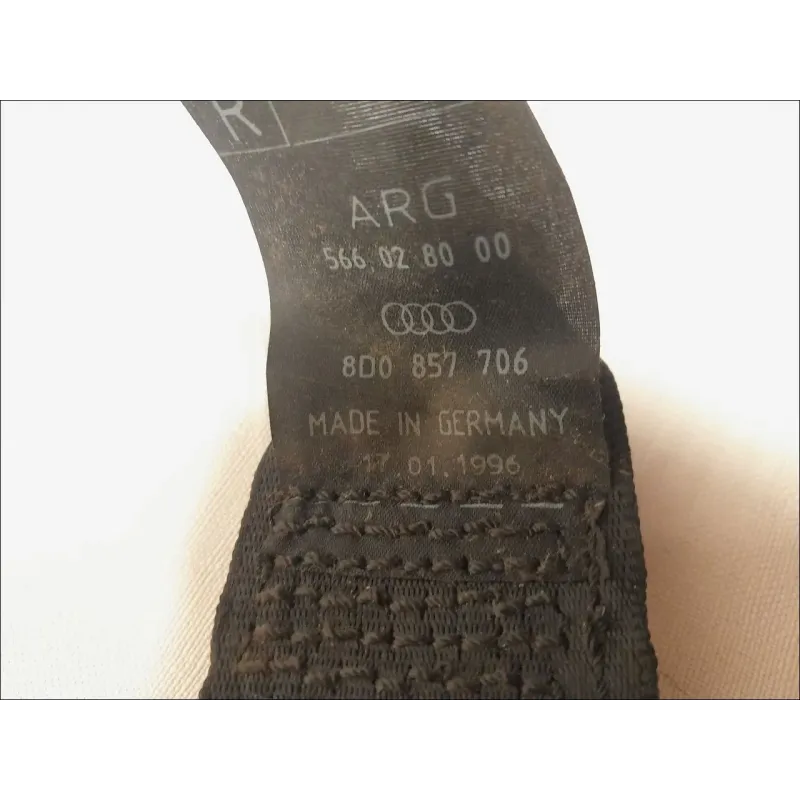 R
ARG
566 02 80 00
8D0 857 706
MADE IN GERMANY
17 01.1996